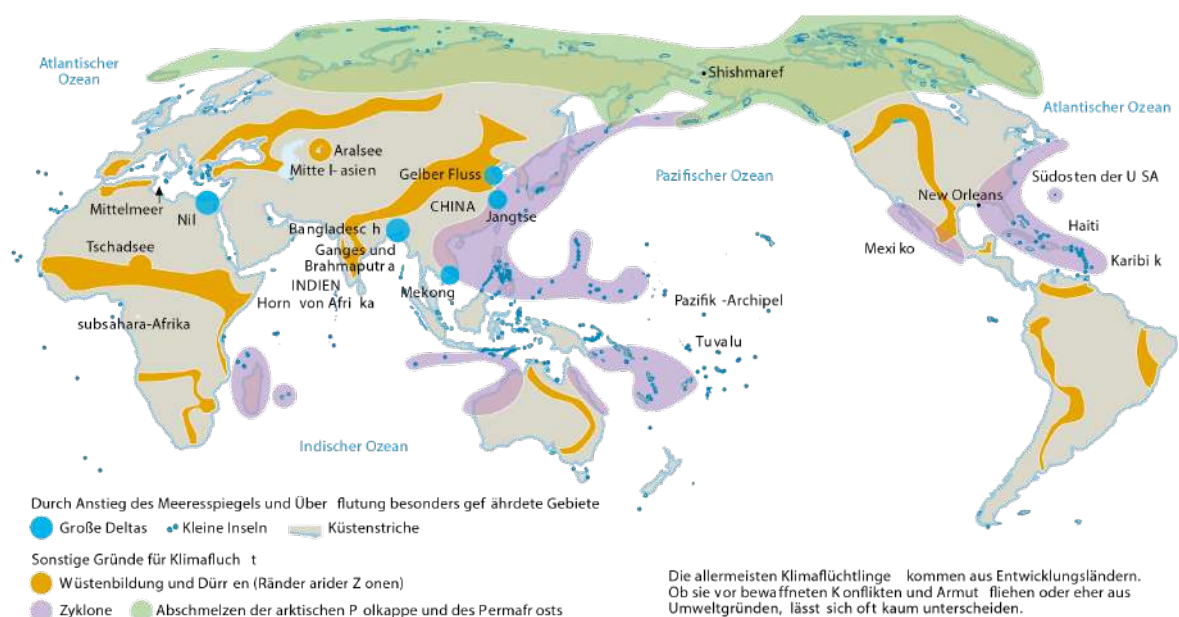 Atlantischer
Ozean
Shishmaref
Atlantischer Ozean
Aralsee
Mitte l-asien
Gelber Fluss
Pazifischer Ozean
Südosten der U SA
New Orleans
Mittelmeer
Nil
CHINA
Jangtse
Bangladesc h
Haiti
Tschadsee
Ganges und
Brahmaputr a
Mexi ko
Karibi k
INDIEN
Horn von Afri ka
Mekong
Pazifik -Archipel
subsahara-Afrika
Tuvalu
Indischer Ozean
Durch Anstieg des Meeresspiegels und Über flutung besonders gef ährdete Gebiete
Große Deltas Kleine Inseln Küstenstriche
Sonstige Gründe für Klimafluch t
Wüstenbildung und Dürr en (Ränder arider Z onen)
Zyklone Abschmelzen der arktischen P olkappe und des Permafr osts
Die allermeisten Klimaflüchtlinge kommen aus Entwicklungsländern.
Ob sie vor bewaffneten K onflikten und Armut fliehen oder eher aus
Umweltgründen, lässt sich oft kaum unterscheiden.